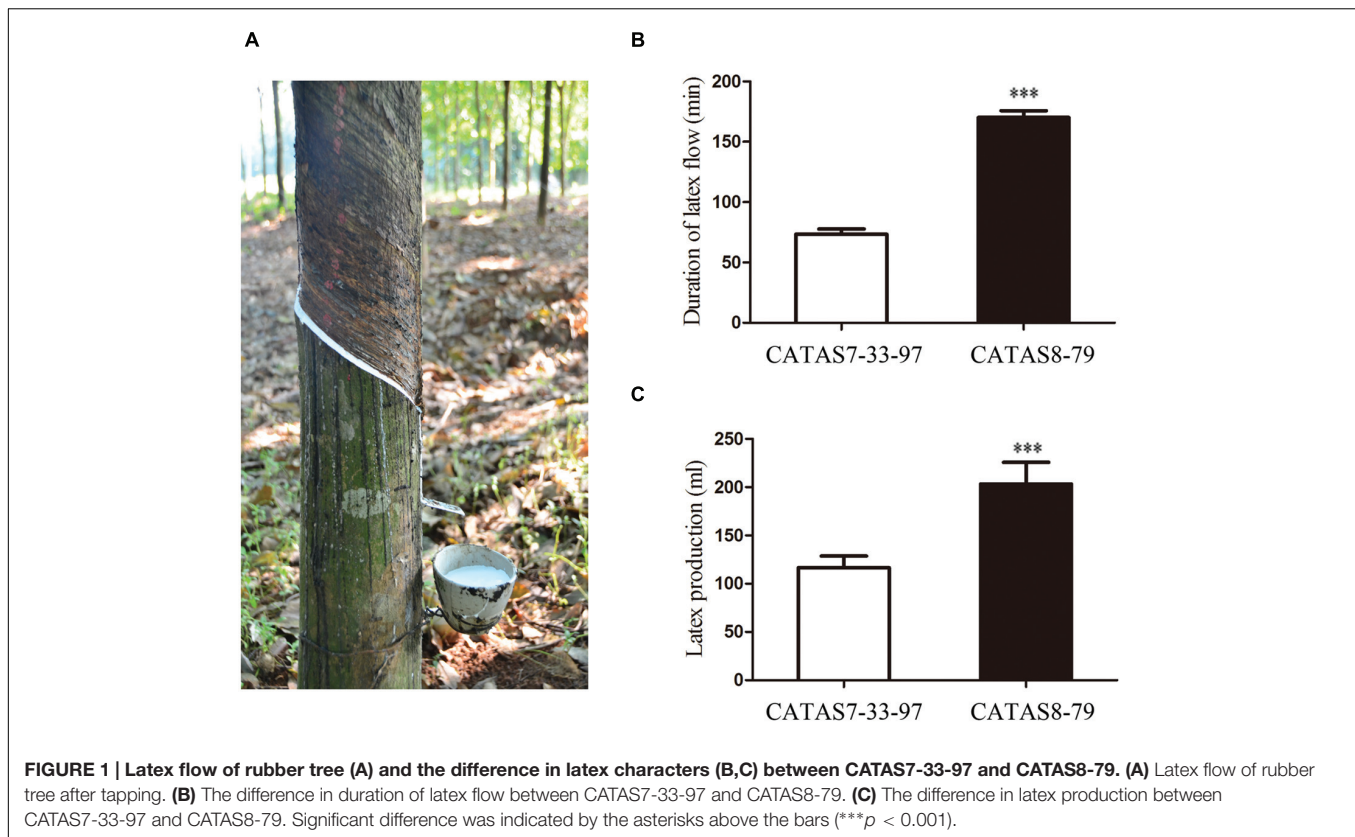 A
B
Duration of latex flow (min)
200
150
100
50
0
***
CATAS7-33-97 CATAS8-79
C
Latex production (ml)
250
200
150
100
50
0
***
CATAS7-33-97 CATAS8-79
FIGURE 1 | Latex flow of rubber tree (A) and the difference in latex characters (B,C) between CATAS7-33-97 and CATAS8-79. (A) Latex flow of rubber
tree after tapping. (B) The difference in duration of latex flow between CATAS7-33-97 and CATAS8-79. (C) The difference in latex production between
CATAS7-33-97 and CATAS8-79. Significant difference was indicated by the asterisks above the bars (***p < 0.001).